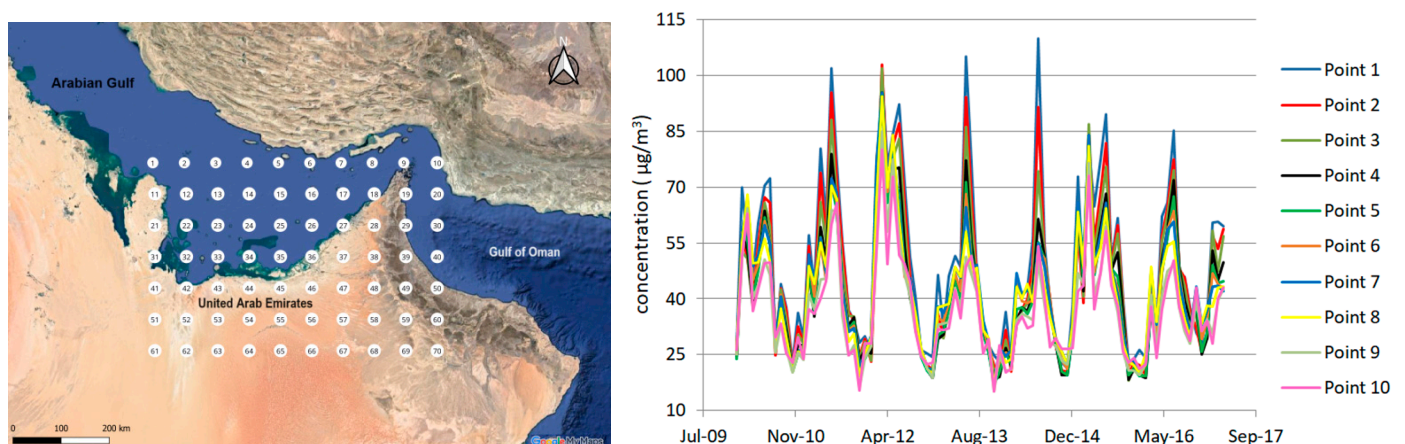 N
Arabian Gulf
1 2 3 4 5 6 7 8 9 10
11 12 13 14 15 16 17 18 19 20
21 22 23 24 25 26 27 28 29 30
Gulf of Oman
31 32 33 34 35 36 37 38 39 40
41 42 43 44 45 46 47 48 49 50
United Arab Emirates
51 52 53 54 55 56 57 58 59 60
61 62 63 64 65 66 67 68 69 70
0 100 200 km
Google My Maps
concentration ( µg/m³)
115
100
85
70
55
40
25
10
Jul-09 Nov-10 Apr-12 Aug-13 Dec-14 May-16 Sep-17
Point 1
Point 2
Point 3
Point 4
Point 5
Point 6
Point 7
Point 8
Point 9
Point 10